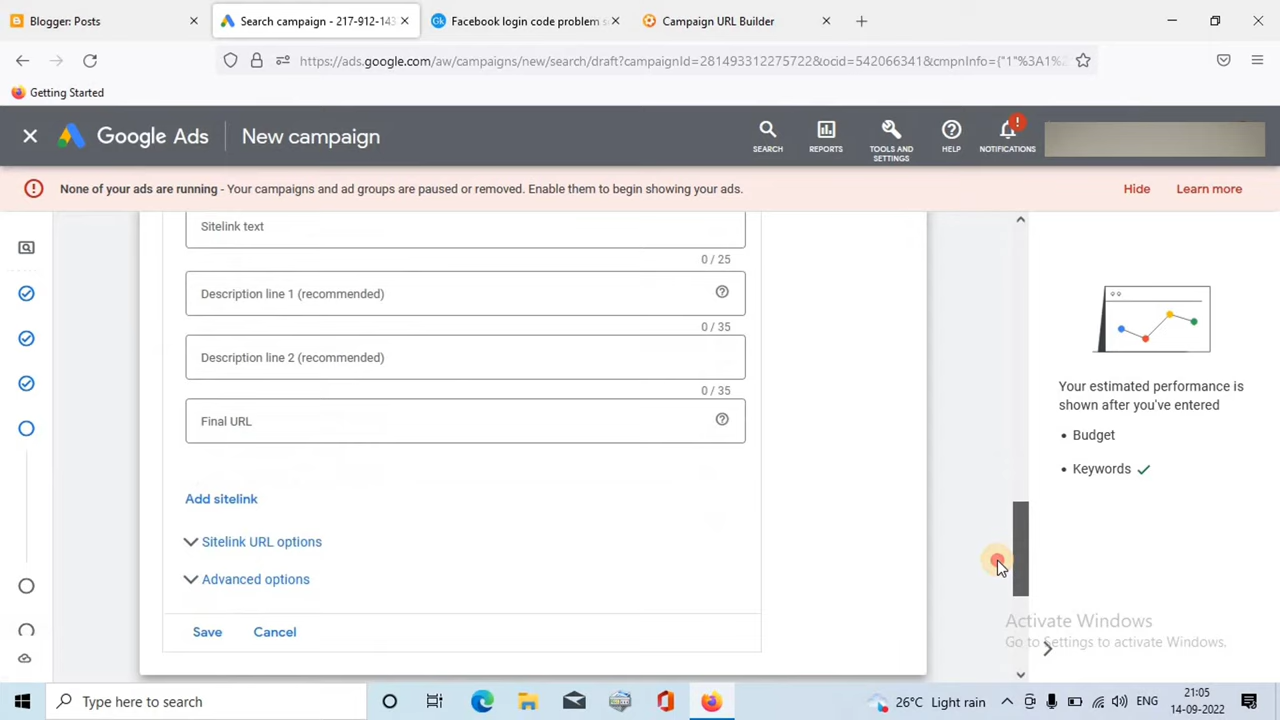 Blogger: Posts
Search campaign - 217-912-143
Facebook login code problem s
Campaign URL Builder
https://ads.google.com/aw/campaigns/new/search/draft?campaignId=281493312275722&ocid=542066341&cmpnInfo={"1"%3A1%2
Getting Started
Google Ads
New campaign
SEARCH
REPORTS
TOOLS AND
SETTINGS
HELP
NOTIFICATIONS
None of your ads are running - Your campaigns and ad groups are paused or removed. Enable them to begin showing your ads.
Hide
Learn more
Sitelink text
0 / 25
Description line 1 (recommended)
0 / 35
Description line 2 (recommended)
0 / 35
Final URL
Add sitelink
Sitelink URL options
Advanced options
Save
Cancel
Your estimated performance is
shown after you've entered
• Budget
• Keywords
Activate Windows
Go to Settings to activate Windows.
Type here to search
26°C Light rain
ENG
21:05
14-09-2022